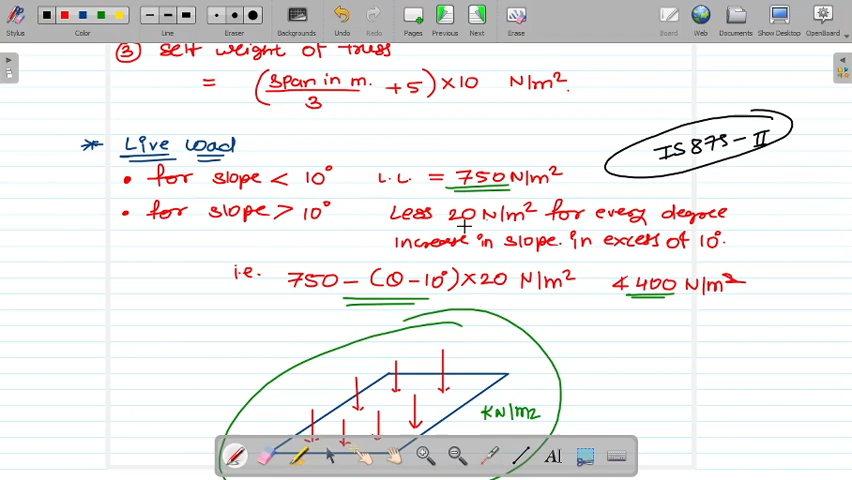 Stylus
Color
Line
Eraser
Backgrounds
Undo
Redo
Pages
Previous
Next
Erase
Web
Documents
Show Desktop
OpenBoard
③ Self weight of truss
= (span in m. / 3 + 5) × 10 N/m².
IS 875 - II
* Live load
• for slope < 10° L.L. = 750 N/m²
• for slope > 10° Less 20 N/m² for every degree
increase in slope. in excess of 10°.
i.e. 750 - (θ - 10°) × 20 N/m² ≮ 400 N/m²
KN/m2
AI